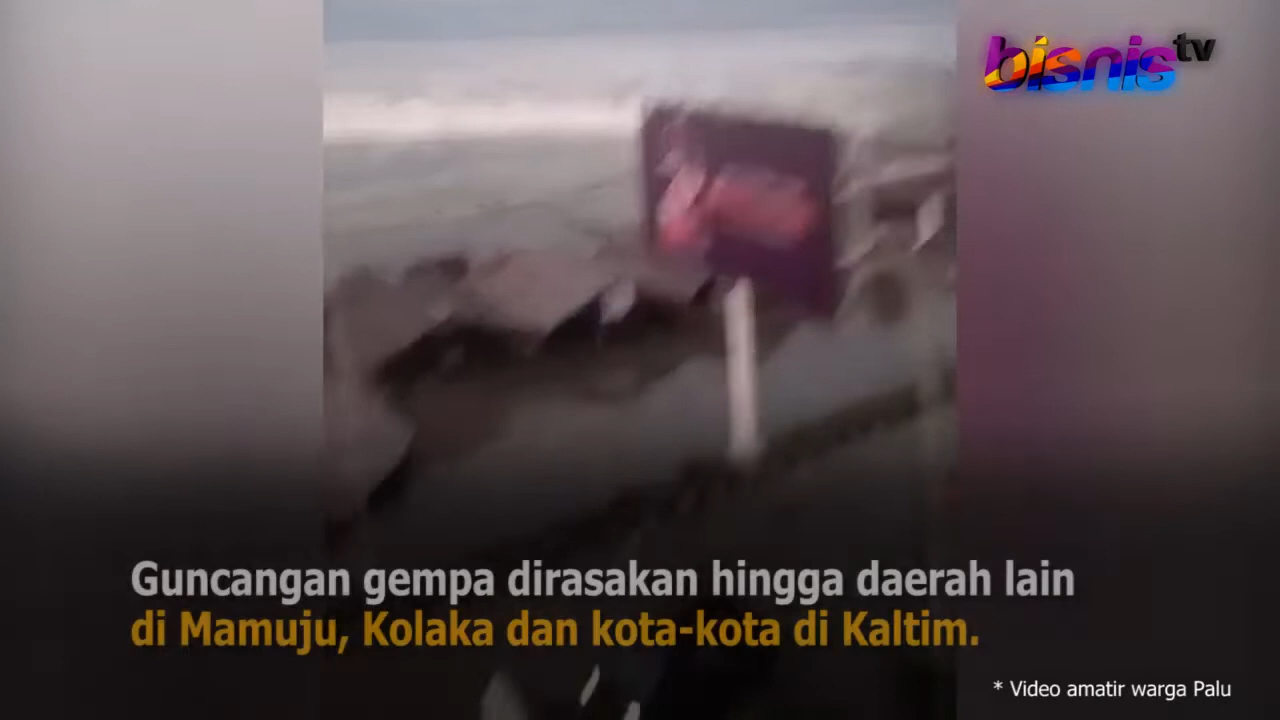 bisnis tv
Guncangan gempa dirasakan hingga daerah lain
di Mamuju, Kolaka dan kota-kota di Kaltim.
* Video amatir warga Palu